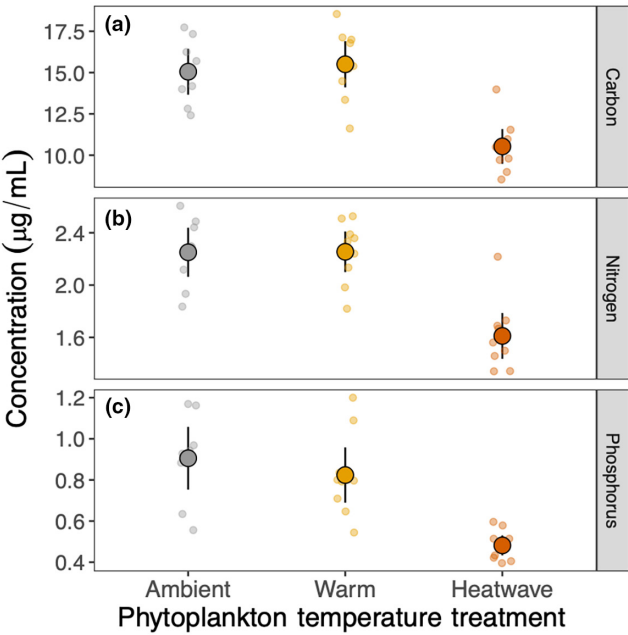 (a)
17.5
15.0
12.5
10.0
Carbon
(b)
2.4
2.0
1.6
Nitrogen
(c)
1.2
1.0
0.8
0.6
0.4
Phosphorus
Concentration (μg/mL)
Ambient Warm Heatwave
Phytoplankton temperature treatment